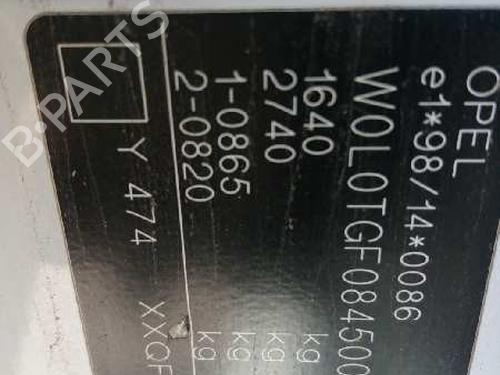 OPEL
e1*98/14*0086
W0L0TGF084500
1640 kg
2740 kg
1-0865 kg
2-0820 kg
Y 474 XXQF
B-PARTS